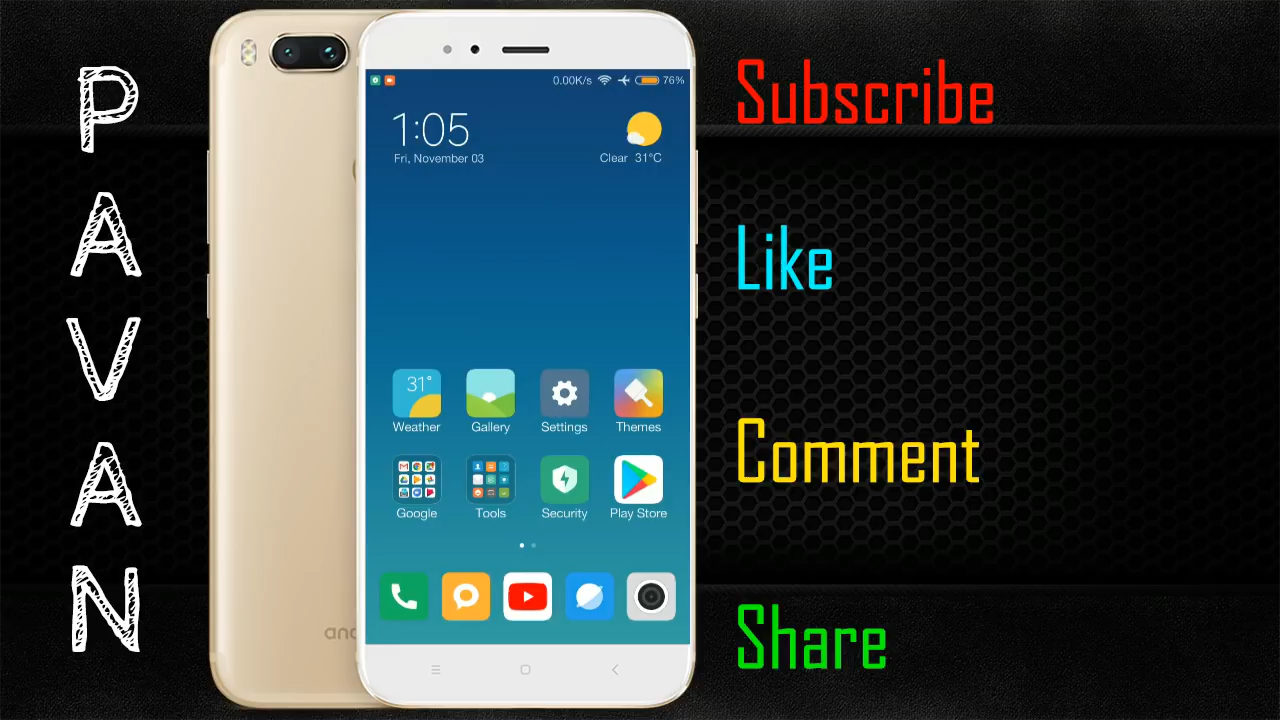 PAVAN
0.00K/s 76%
1:05
Fri, November 03
Clear 31°C
31°
Weather Gallery Settings Themes
Google Tools Security Play Store
Subscribe
Like
Comment
Share